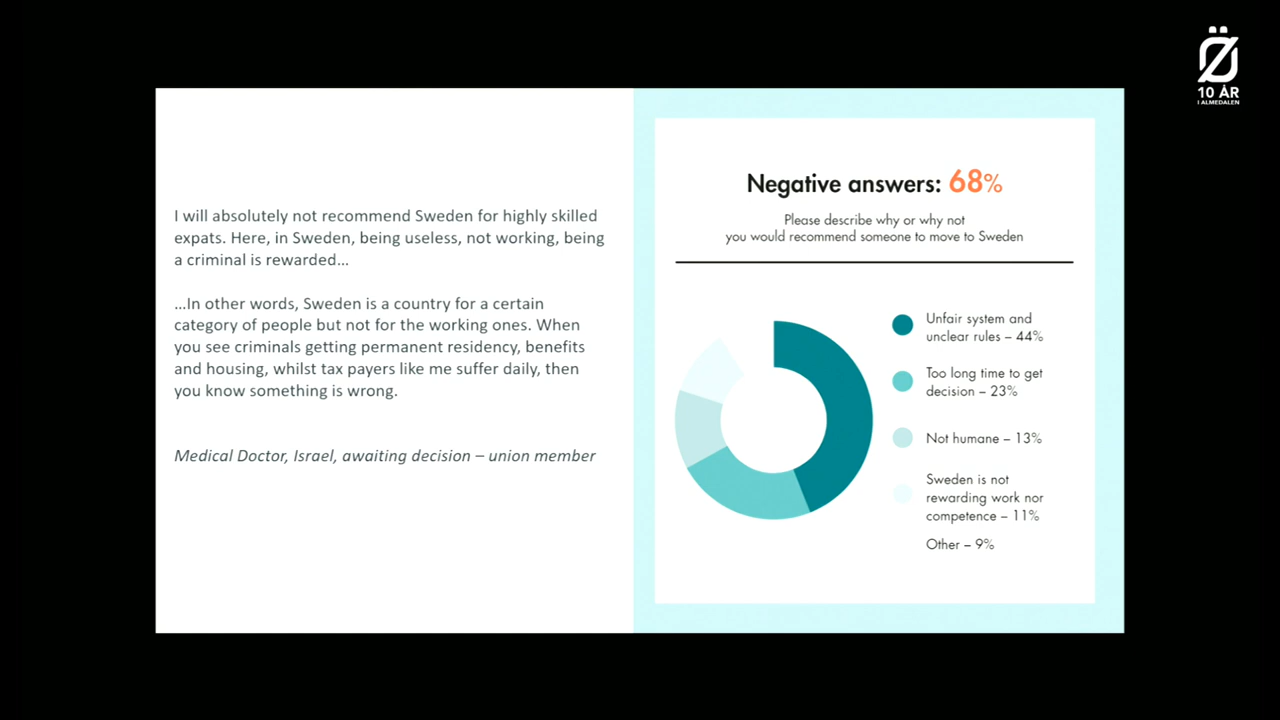 10 ÅR
I ALMEDALEN
I will absolutely not recommend Sweden for highly skilled
expats. Here, in Sweden, being useless, not working, being
a criminal is rewarded...
...In other words, Sweden is a country for a certain
category of people but not for the working ones. When
you see criminals getting permanent residency, benefits
and housing, whilst tax payers like me suffer daily, then
you know something is wrong.
Medical Doctor, Israel, awaiting decision – union member
Negative answers: 68%
Please describe why or why not
you would recommend someone to move to Sweden
Unfair system and
unclear rules – 44%
Too long time to get
decision – 23%
Not humane – 13%
Sweden is not
rewarding work nor
competence – 11%
Other – 9%